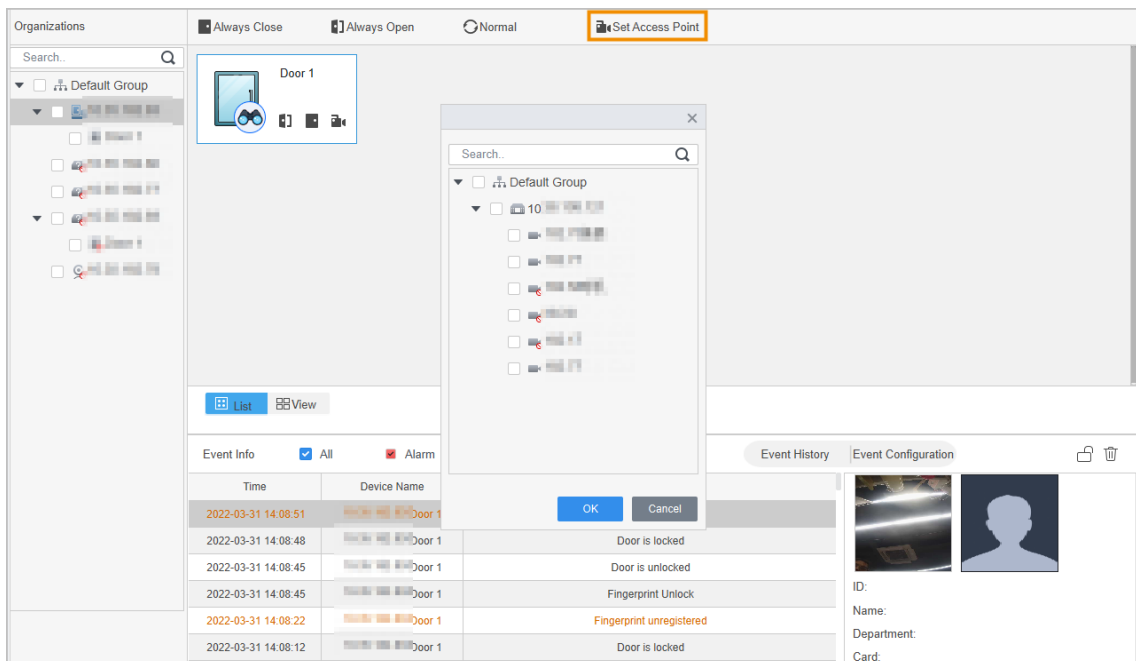 Organizations
Always Close
Always Open
Normal
Set Access Point
Search..
Default Group
Door 1
Search..
Default Group
10.
List
View
Event Info
All
Alarm
Event History
Event Configuration
OK
Cancel
Time
Device Name
2022-03-31 14:08:51
Door 1
2022-03-31 14:08:48
Door 1
Door is locked
2022-03-31 14:08:45
Door 1
Door is unlocked
2022-03-31 14:08:45
Door 1
Fingerprint Unlock
2022-03-31 14:08:22
Door 1
Fingerprint unregistered
2022-03-31 14:08:12
Door 1
Door is locked
ID:
Name:
Department:
Card: